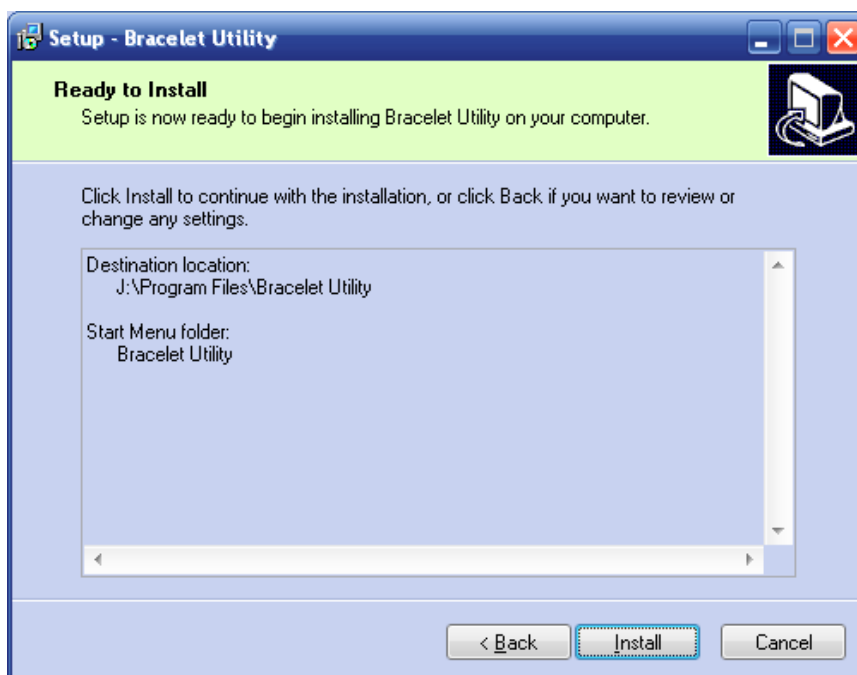 Setup - Bracelet Utility
Ready to Install
Setup is now ready to begin installing Bracelet Utility on your computer.
Click Install to continue with the installation, or click Back if you want to review or
change any settings.
Destination location:
J:\Program Files\Bracelet Utility
Start Menu folder:
Bracelet Utility
< Back
Install
Cancel